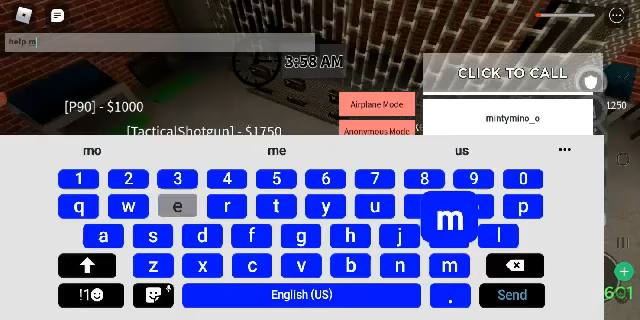 help m
3:58 AM
CLICK TO CALL
[P90] - $1000
Airplane Mode
1250
mintymino_o
[TacticalShotgun] - $1750
Anonymous Mode
mo me us •••
1 2 3 4 5 6 7 8 9 0
q w e r t y u p
m
a s d f g h j l
z x c v b n m
!1☺ English (US) . Send
601